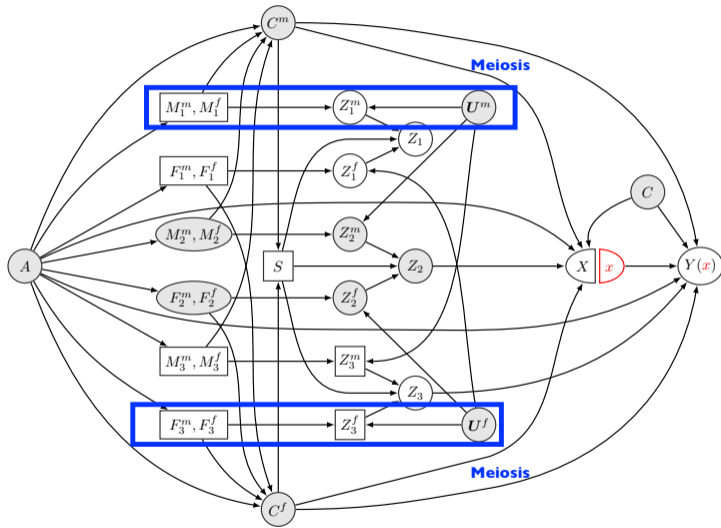 C^m
Meiosis
M_1^m, M_1^f
Z_1^m
U^m
Z_1
F_1^m, F_1^f
Z_1^f
C
M_2^m, M_2^f
Z_2^m
A
S
Z_2
X
x
Y(x)
F_2^m, F_2^f
Z_2^f
M_3^m, M_3^f
Z_3^m
Z_3
F_3^m, F_3^f
Z_3^f
U^f
Meiosis
C^f